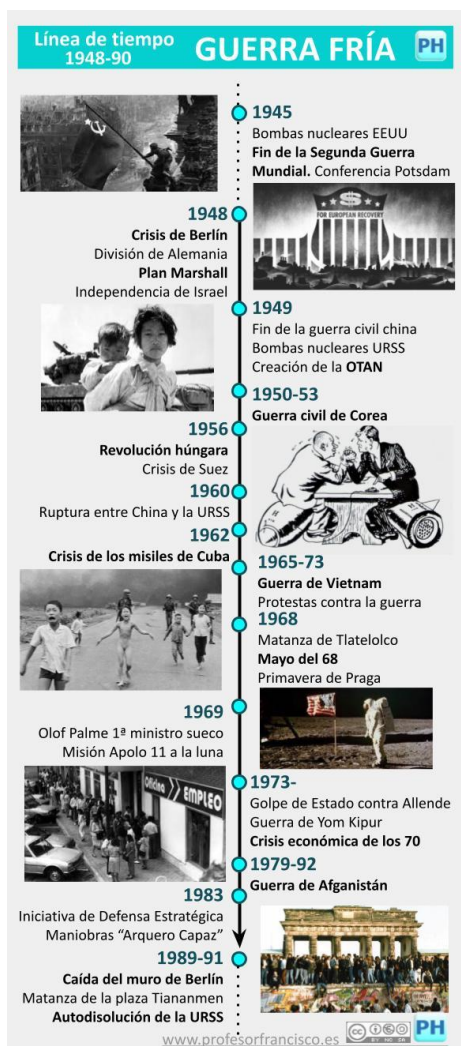 Línea de tiempo
1948-90
GUERRA FRÍA
PH
1945
Bombas nucleares EEUU
Fin de la Segunda Guerra
Mundial. Conferencia Potsdam
$
FOR EUROPEAN RECOVERY
1948
Crisis de Berlín
División de Alemania
Plan Marshall
Independencia de Israel
1949
Fin de la guerra civil china
Bombas nucleares URSS
Creación de la OTAN
1950-53
Guerra civil de Corea
1956
Revolución húngara
Crisis de Suez
1960
Ruptura entre China y la URSS
1962
Crisis de los misiles de Cuba
1965-73
Guerra de Vietnam
Protestas contra la guerra
1968
Matanza de Tlatelolco
Mayo del 68
Primavera de Praga
1969
Olof Palme 1ª ministro sueco
Misión Apolo 11 a la luna
Oficina EMPLEO
1973-
Golpe de Estado contra Allende
Guerra de Yom Kipur
Crisis económica de los 70
1979-92
Guerra de Afganistán
1983
Iniciativa de Defensa Estratégica
Maniobras “Arquero Capaz”
1989-91
Caída del muro de Berlín
Matanza de la plaza Tiananmen
Autodisolución de la URSS
www.profesorfrancisco.es
cc
BY NC SA
PH